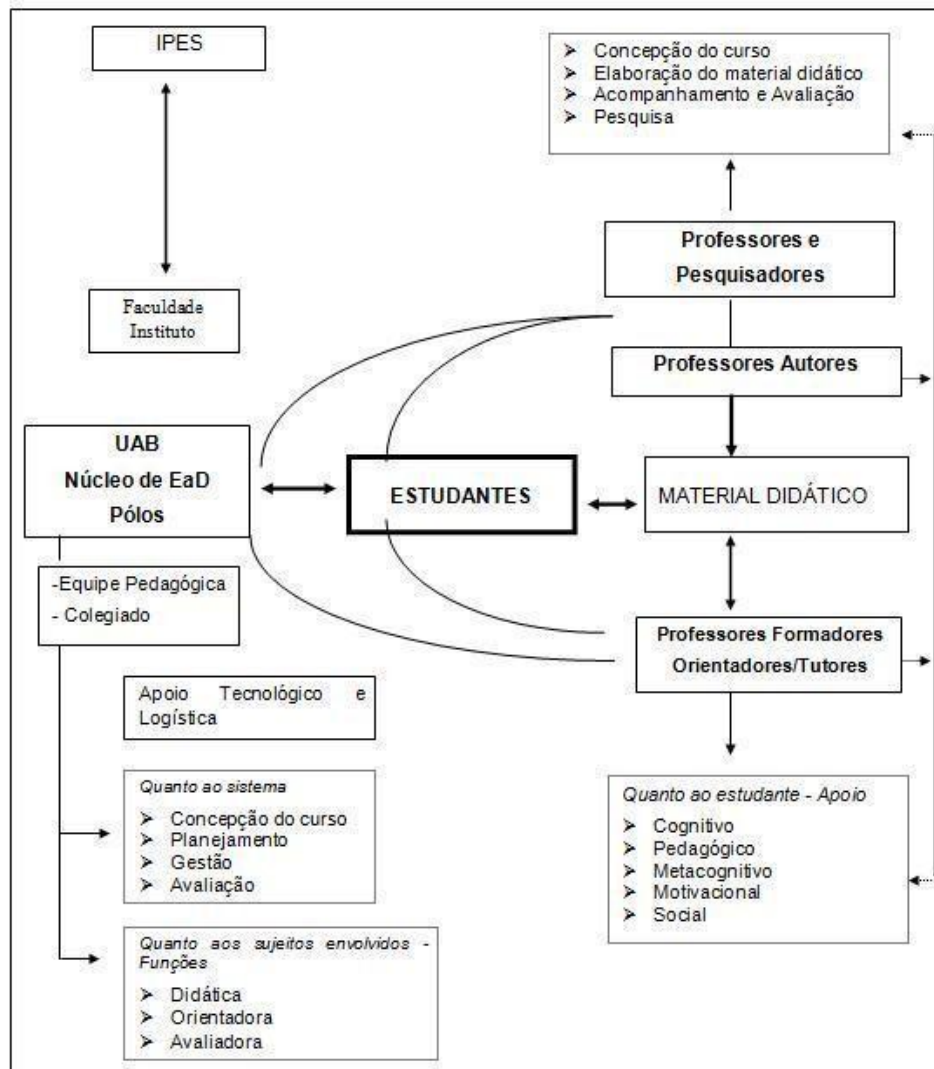 IPES
Faculdade
Instituto
UAB
Núcleo de EaD
Pólos
-Equipe Pedagógica
- Colegiado
Apoio Tecnológico e
Logística
Quanto ao sistema
➢ Concepção do curso
➢ Planejamento
➢ Gestão
➢ Avaliação
Quanto aos sujeitos envolvidos -
Funções
➢ Didática
➢ Orientadora
➢ Avaliadora
ESTUDANTES
➢ Concepção do curso
➢ Elaboração do material didático
➢ Acompanhamento e Avaliação
➢ Pesquisa
Professores e
Pesquisadores
Professores Autores
MATERIAL DIDÁTICO
Professores Formadores
Orientadores/Tutores
Quanto ao estudante - Apoio
➢ Cognitivo
➢ Pedagógico
➢ Metacognitivo
➢ Motivacional
➢ Social